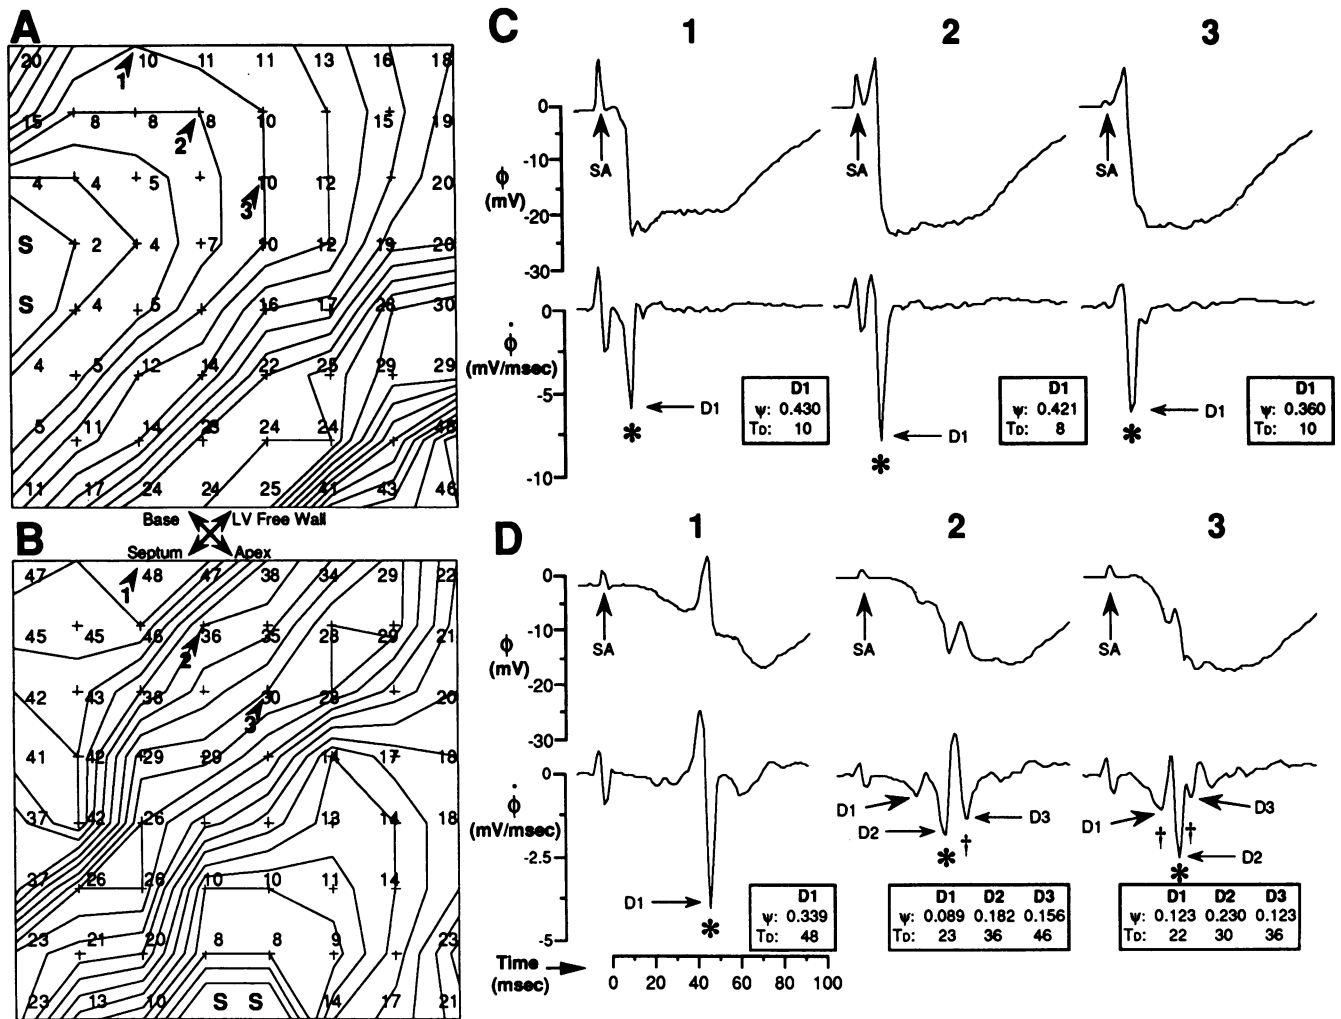 A
20 10 11 11 13 16 18
1
15 8 8 8 10 15 19
2
4 4 5 10 12 20
3
S 2 4 7 10 12 19 28
S 4 5 16 17 28 30
4 5 12 14 22 25 29 29
5 11 14 23 24 24 45
11 17 24 24 25 41 43 46
Base LV Free Wall
Septum Apex
B
47 48 47 38 34 29 22
1
45 45 46 36 35 28 29 21
2
42 43 38 30 28 20
3
41 42 29 29 14 17 18
37 42 26 13 14 18
37 26 26 10 10 11 14
23 21 20 8 8 9 23
23 13 10 S S 14 17 21
C
1 2 3
0
-10
-20
-30
ϕ
(mV)
SA SA SA
0
-5
-10
ϕ̇
(mV/msec)
D1
*
D1
ψ: 0.430
TD: 10
D1
*
D1
ψ: 0.421
TD: 8
D1
*
D1
ψ: 0.360
TD: 10
D
1 2 3
0
-10
-20
-30
ϕ
(mV)
SA SA SA
0
-2.5
-5
ϕ̇
(mV/msec)
D1
*
D1
ψ: 0.339
TD: 48
D1
D2
D3
* †
D1 D2 D3
ψ: 0.089 0.182 0.156
TD: 23 36 46
D1
D3
† †
D2
*
D1 D2 D3
ψ: 0.123 0.230 0.123
TD: 22 30 36
Time
(msec)
0 20 40 60 80 100